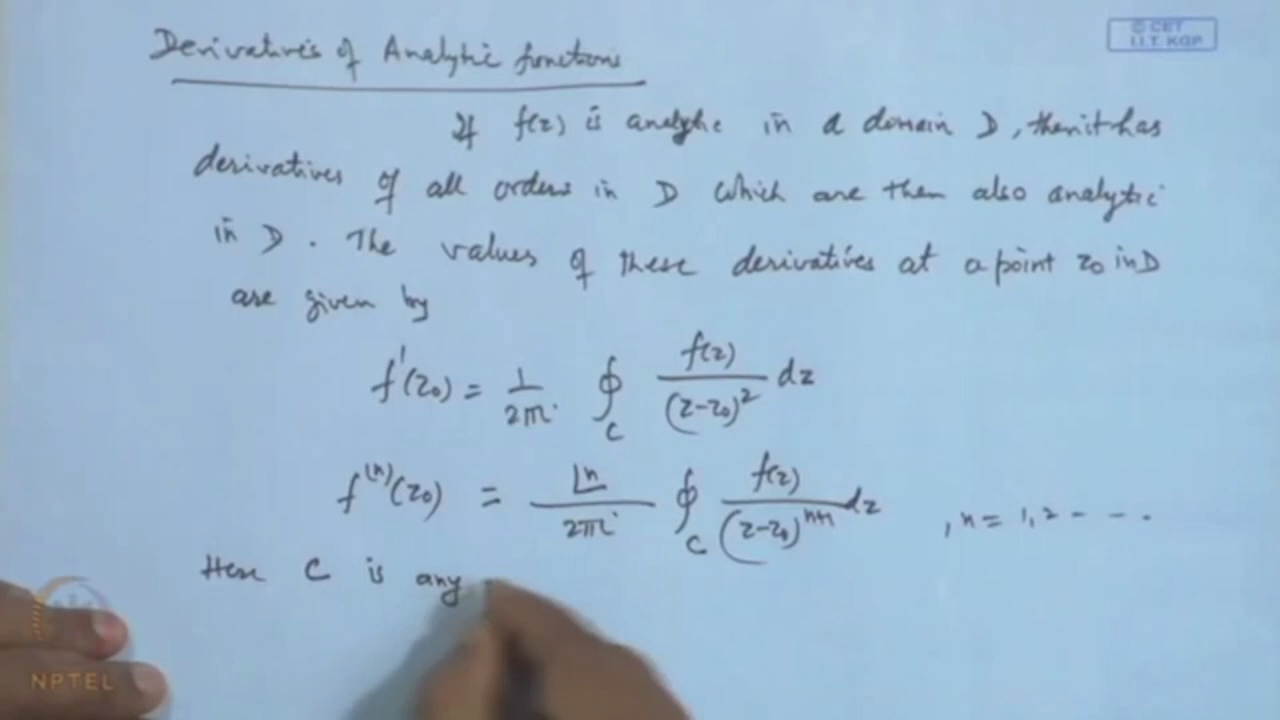 © CET
I.I.T. KGP
Derivatives of Analytic functions
If f(z) is analytic in a domain D, then it has
derivatives of all orders in D which are then also analytic
in D. The values of these derivatives at a point z₀ in D
are given by
f'(z₀) = 1/2πi ∮_C f(z)/(z-z₀)² dz
f⁽ⁿ⁾(z₀) = ⌊n/2πi ∮_C f(z)/(z-z₀)ⁿ⁺¹ dz , n = 1, 2 - - - .
Here C is any
NPTEL